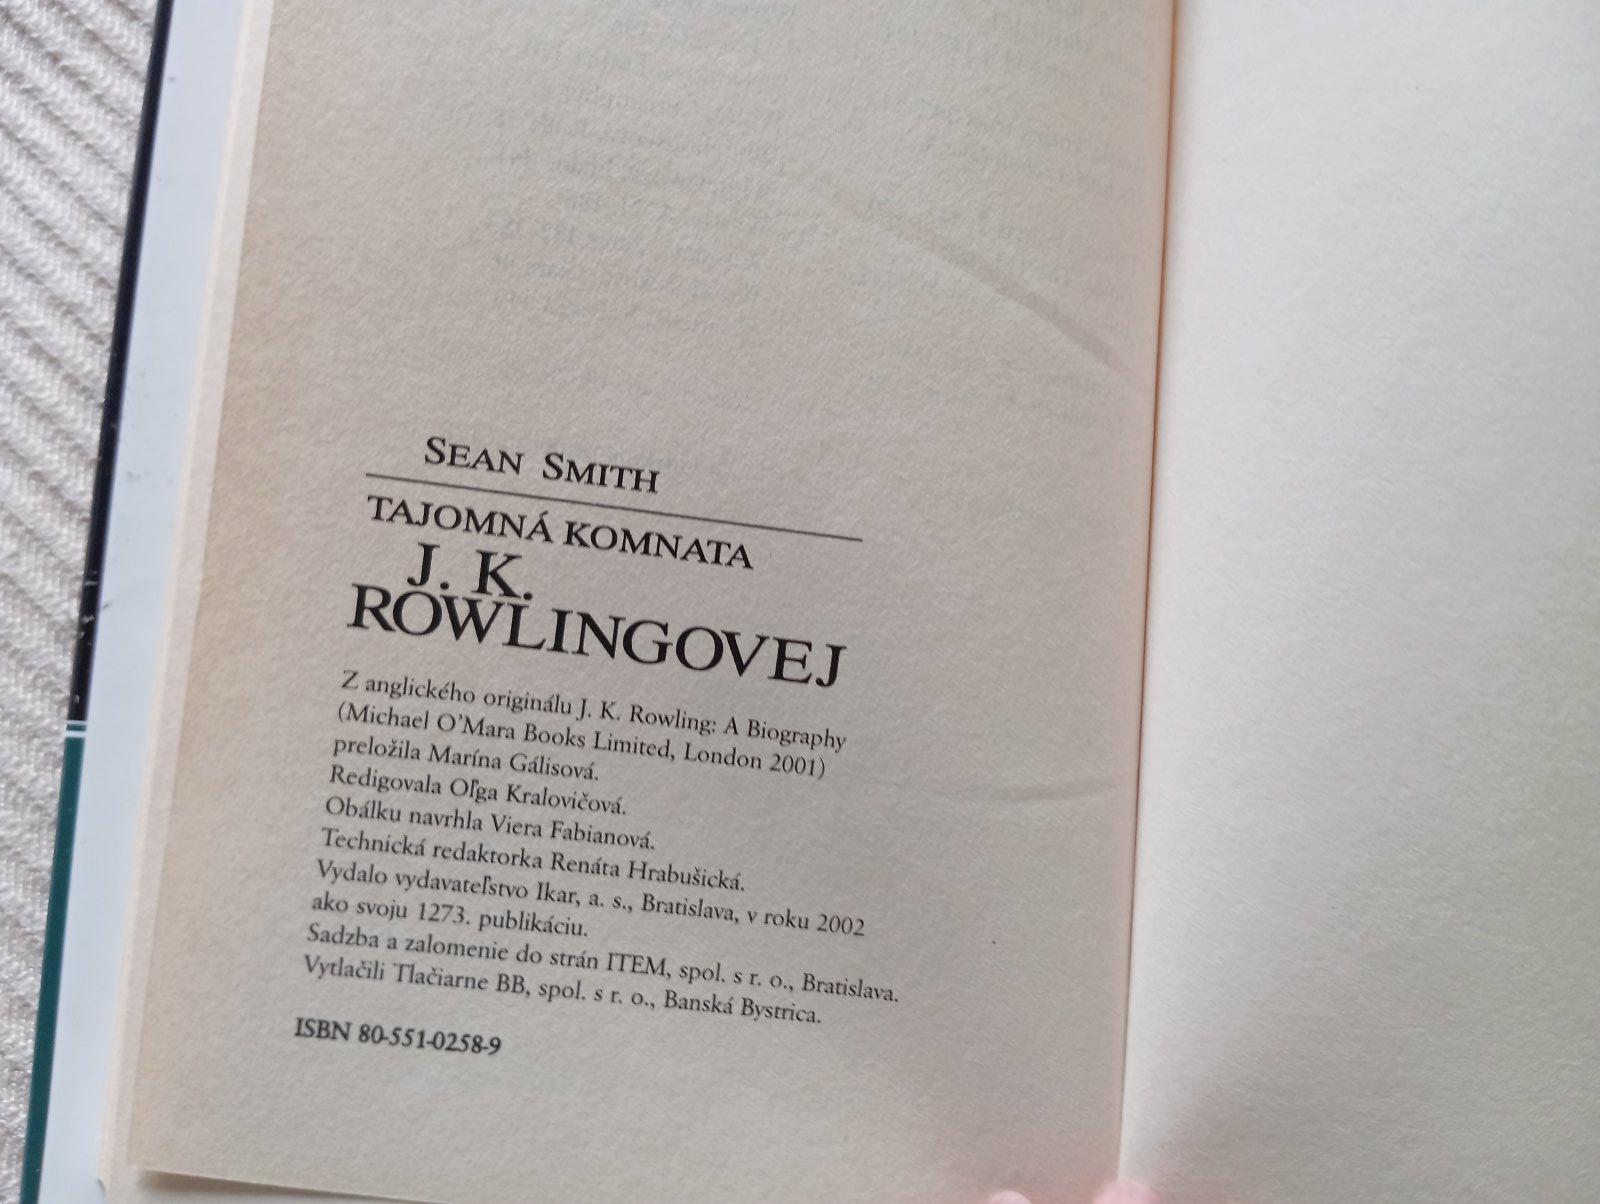 SEAN SMITH
TAJOMNÁ KOMNATA
J. K.
ROWLINGOVEJ
Z anglického originálu J. K. Rowling: A Biography
(Michael O'Mara Books Limited, London 2001)
preložila Marína Gálisová.
Redigovala Oľga Kralovičová.
Obálku navrhla Viera Fabianová.
Technická redaktorka Renáta Hrabušická.
Vydalo vydavateľstvo Ikar, a. s., Bratislava, v roku 2002
ako svoju 1273. publikáciu.
Sadzba a zalomenie do strán ITEM, spol. s r. o., Bratislava.
Vytlačili Tlačiarne BB, spol. s r. o., Banská Bystrica.
ISBN 80-551-0258-9